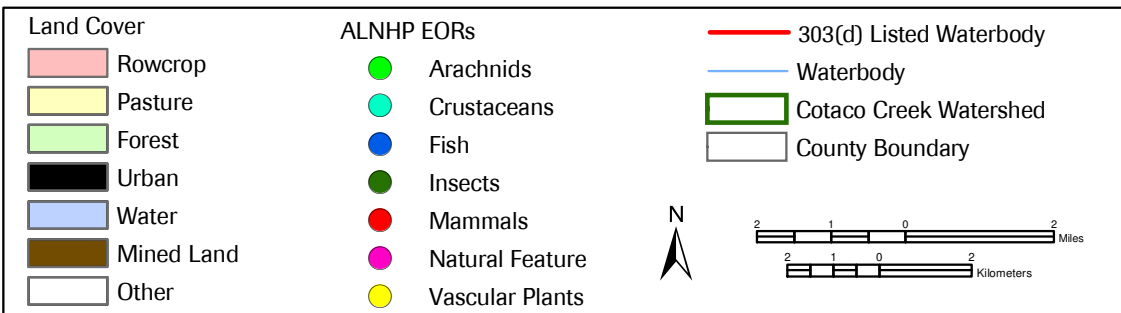 Land Cover
Rowcrop
Pasture
Forest
Urban
Water
Mined Land
Other
ALNHP EORs
Arachnids
Crustaceans
Fish
Insects
Mammals
Natural Feature
Vascular Plants
303(d) Listed Waterbody
Waterbody
Cotaco Creek Watershed
County Boundary
N
2 1 0 2
Miles
2 1 0 2
Kilometers